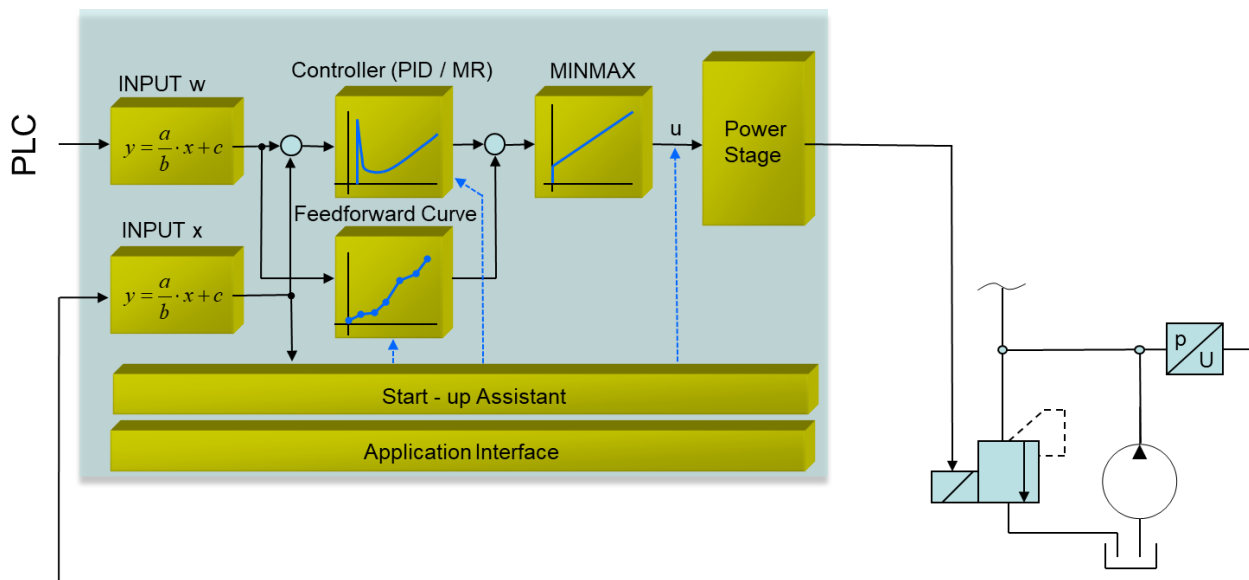 PLC
INPUT w
y = a/b · x + c
INPUT x
y = a/b · x + c
Controller (PID / MR)
Feedforward Curve
MINMAX
u
Power
Stage
Start - up Assistant
Application Interface
p
U